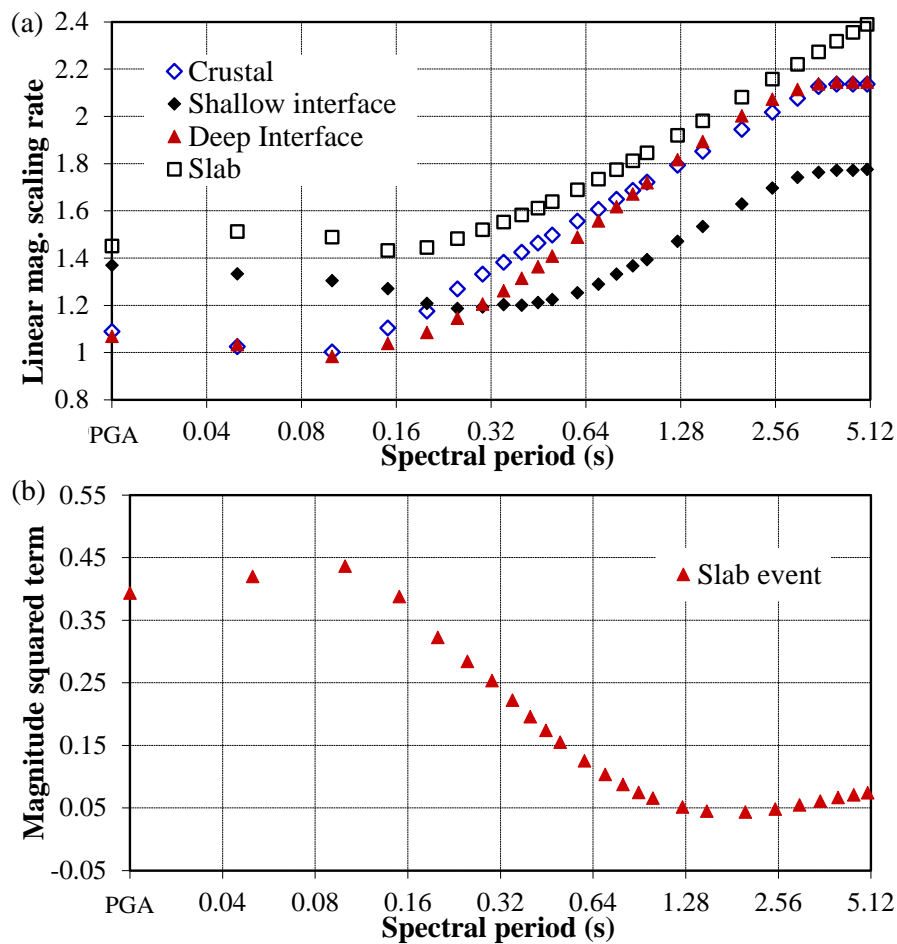 (a)
2.4
2.2
2
1.8
1.6
1.4
1.2
1
0.8
Linear mag. scaling rate
Crustal
Shallow interface
Deep Interface
Slab
PGA 0.04 0.08 0.16 0.32 0.64 1.28 2.56 5.12
Spectral period (s)
(b)
0.55
0.45
0.35
0.25
0.15
0.05
-0.05
Magnitude squared term
Slab event
PGA 0.04 0.08 0.16 0.32 0.64 1.28 2.56 5.12
Spectral period (s)